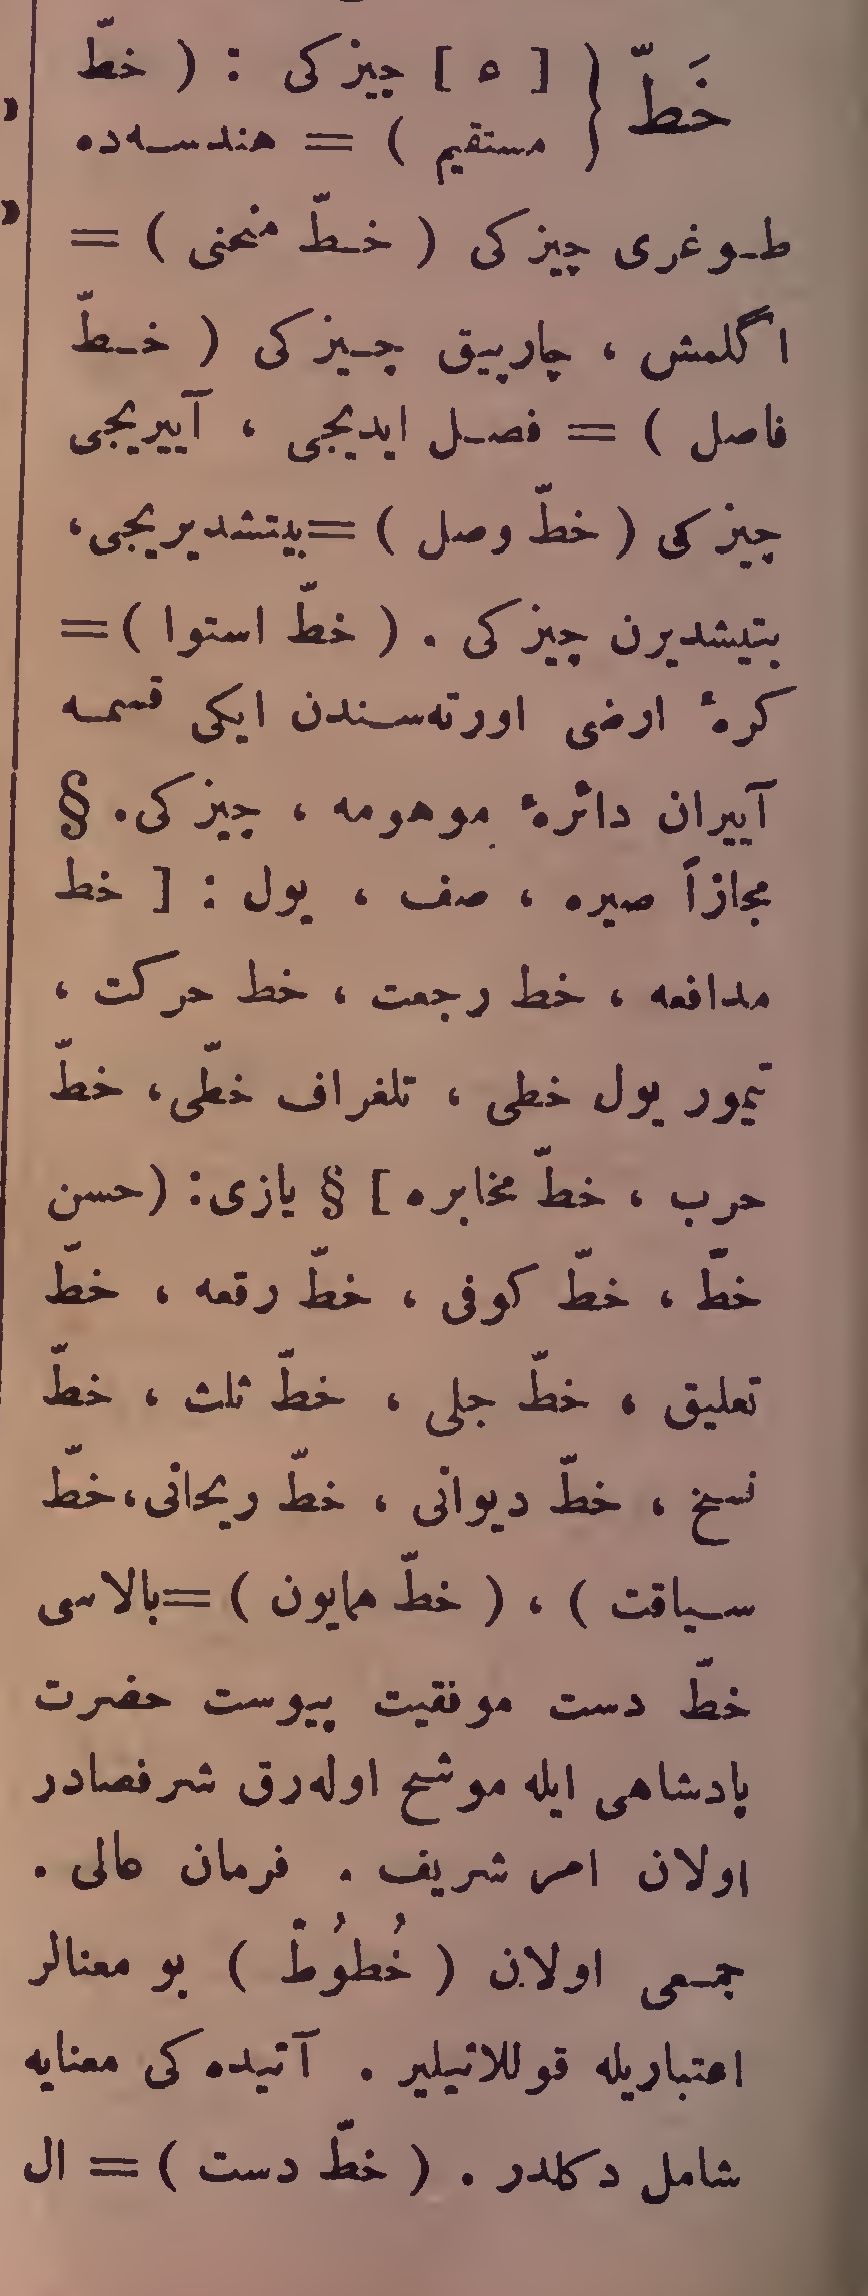 خَطّ { [ ه ] چیزکی : ( خطّ
مستقیم ) = هندسه‌ده
طوغری چیزکی ( خطّ منحنی ) =
اگلمش ، چارپیق چیزکی ( خطّ
فاصل ) = فصل ایدیجی ، آییریجی
چیزکی ( خطّ وصل ) = یتشدیریجی،
یتیشدیرن چیزکی . ( خطّ استوا ) =
کرهٔ ارضی اورته‌سندن ایکی قسمه
آییران دائرهٔ موهومه ، چیزکی . §
مجازاً صیره ، صف ، یول : [ خط
مدافعه ، خط رجعت ، خط حرکت ،
تیمور یول خطی ، تلغراف خطّی، خطّ
حرب ، خطّ مخابره ] § یازی : ( حسن
خطّ ، خطّ کوفی ، خطّ رقعه ، خطّ
تعلیق ، خطّ جلی ، خطّ ثلث ، خطّ
نسخ ، خطّ دیوانی ، خطّ ریحانی، خطّ
سیاقت ) ، ( خطّ همایون ) = بالاسی
خطّ دست موفقیت پیوست حضرت
پادشاهی ایله موشح اوله‌رق شرفصادر
اولان امر شریف . فرمان عالی .
جمعی اولان ( خُطوُطْ ) بو معنالر
اعتباریله قوللانیلیر . آتیده‌کی معنایه
شامل دکلدر . ( خطّ دست ) = ال